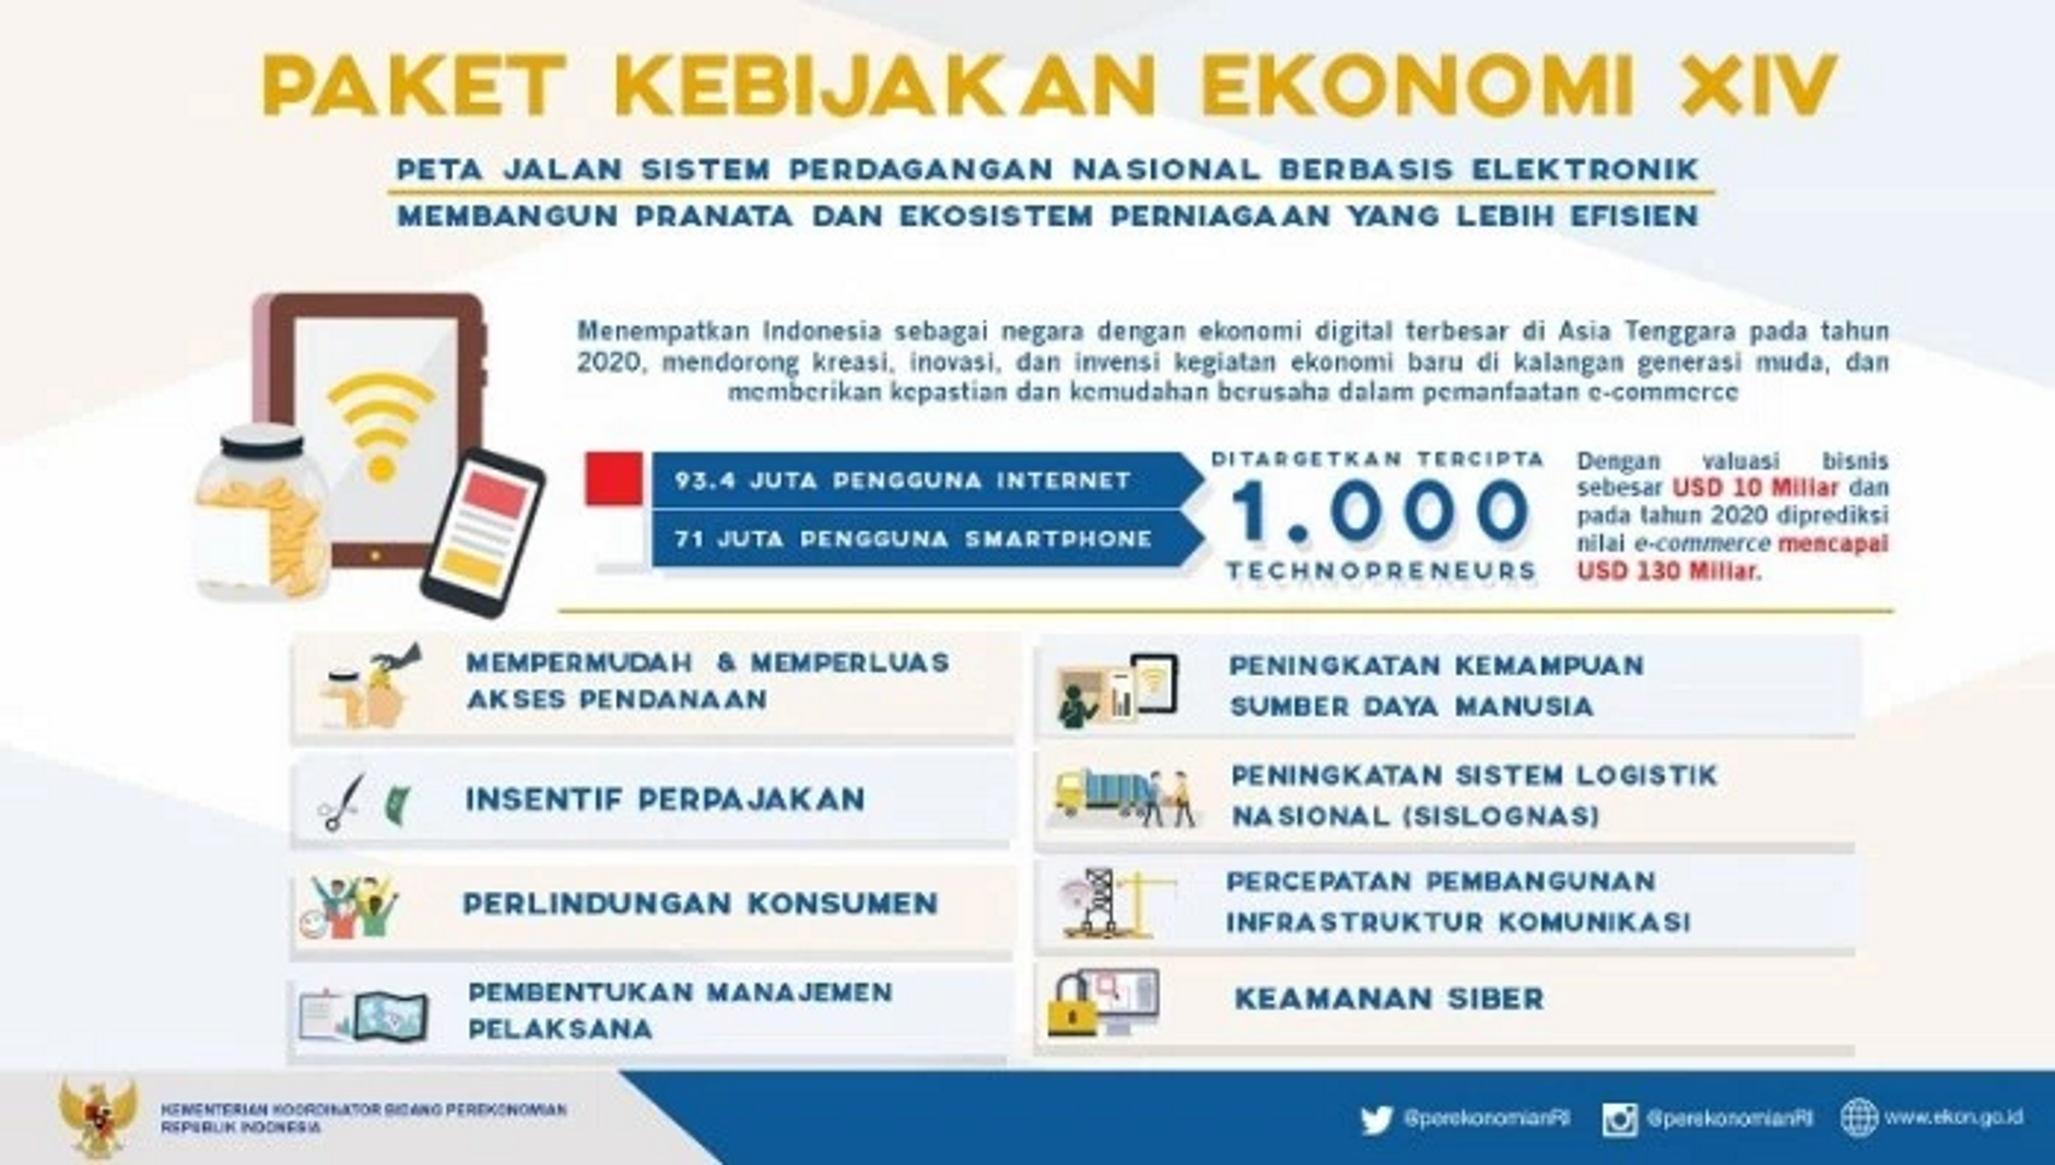 PAKET KEBIJAKAN EKONOMI XIV
PETA JALAN SISTEM PERDAGANGAN NASIONAL BERBASIS ELEKTRONIK
MEMBANGUN PRANATA DAN EKOSISTEM PERNIAGAAN YANG LEBIH EFISIEN
Menempatkan Indonesia sebagai negara dengan ekonomi digital terbesar di Asia Tenggara pada tahun
2020, mendorong kreasi, inovasi, dan invensi kegiatan ekonomi baru di kalangan generasi muda, dan
memberikan kepastian dan kemudahan berusaha dalam pemanfaatan e-commerce
93.4 JUTA PENGGUNA INTERNET
71 JUTA PENGGUNA SMARTPHONE
DITARGETKAN TERCIPTA
1.000
TECHNOPRENEURS
Dengan valuasi bisnis
sebesar USD 10 Miliar dan
pada tahun 2020 diprediksi
nilai e-commerce mencapai
USD 130 Miliar.
MEMPERMUDAH & MEMPERLUAS
AKSES PENDANAAN
INSENTIF PERPAJAKAN
PERLINDUNGAN KONSUMEN
PEMBENTUKAN MANAJEMEN
PELAKSANA
PENINGKATAN KEMAMPUAN
SUMBER DAYA MANUSIA
PENINGKATAN SISTEM LOGISTIK
NASIONAL (SISLOGNAS)
PERCEPATAN PEMBANGUNAN
INFRASTRUKTUR KOMUNIKASI
KEAMANAN SIBER
KEMENTERIAN KOORDINATOR BIDANG PEREKONOMIAN
REPUBLIK INDONESIA
@perekonomianRI
@perekonomianRI
www.ekon.go.id